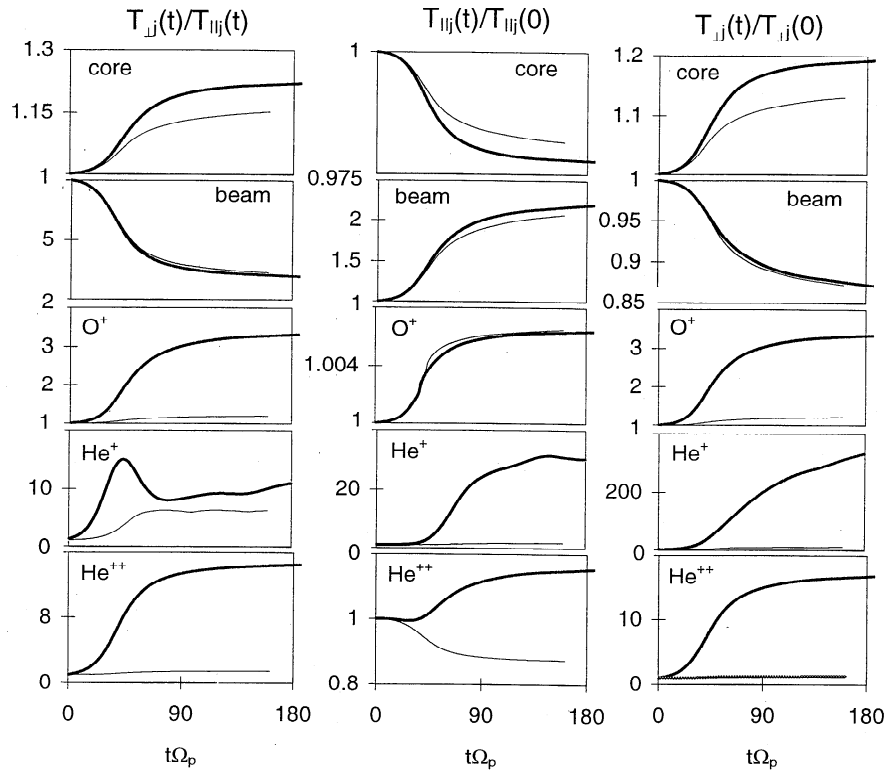 T⊥j(t)/T||j(t) T||j(t)/T||j(0) T⊥j(t)/T⊥j(0)
1.3 1 1.2
core core core
1.15 1.1
1 0.975 1
beam beam beam
5 2 0.95
1.5 0.9
2 1 0.85
O⁺ O⁺ O⁺
3 1.004 3
2 2
1 1 1
He⁺ He⁺ He⁺
10 20 200
0 0 0
He⁺⁺ He⁺⁺ He⁺⁺
8 1 10
0 0.8 0
0 90 180 0 90 180 0 90 180
tΩp tΩp tΩp